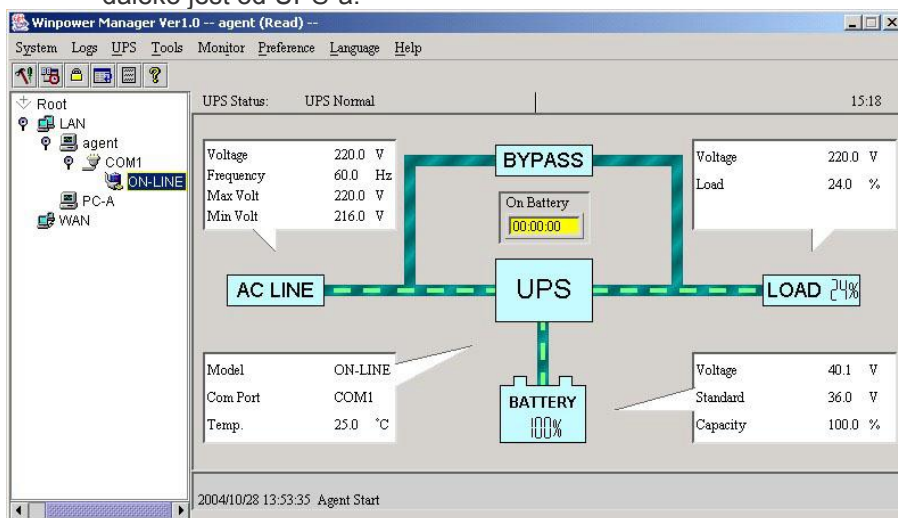 daleko jest od UPS-a.
Winpower Manager Ver1.0 -- agent (Read) --
System Logs UPS Tools Monitor Preference Language Help
Root
LAN
agent
COM1
ON-LINE
PC-A
WAN
UPS Status: UPS Normal 15:18
Voltage 220.0 V
Frequency 60.0 Hz
Max Volt 220.0 V
Min Volt 216.0 V
BYPASS
On Battery
00:00:00
Voltage 220.0 V
Load 24.0 %
AC LINE
UPS
LOAD 24%
Model ON-LINE
Com Port COM1
Temp. 25.0 °C
BATTERY
100%
Voltage 40.1 V
Standard 36.0 V
Capacity 100.0 %
2004/10/28 13:53:35 Agent Start